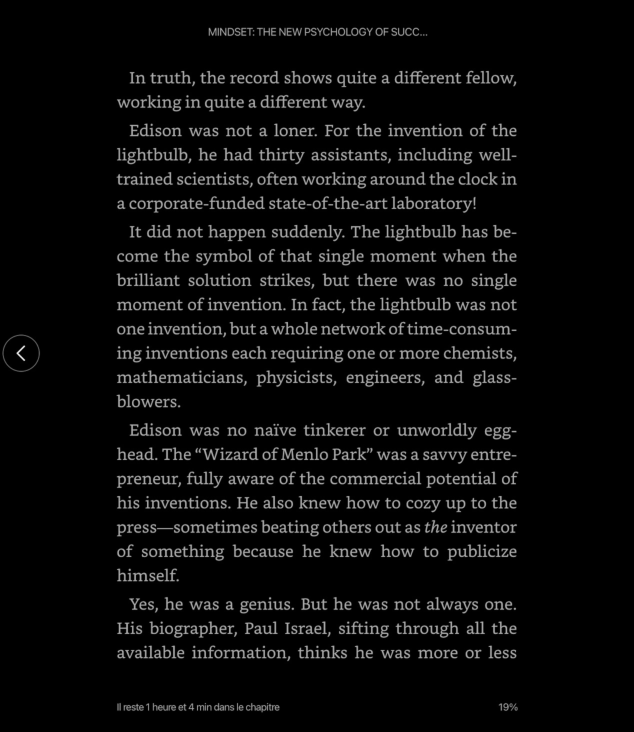 MINDSET: THE NEW PSYCHOLOGY OF SUCC...
In truth, the record shows quite a different fellow,
working in quite a different way.
Edison was not a loner. For the invention of the
lightbulb, he had thirty assistants, including well-
trained scientists, often working around the clock in
a corporate-funded state-of-the-art laboratory!
It did not happen suddenly. The lightbulb has be-
come the symbol of that single moment when the
brilliant solution strikes, but there was no single
moment of invention. In fact, the lightbulb was not
one invention, but a whole network of time-consum-
ing inventions each requiring one or more chemists,
mathematicians, physicists, engineers, and glass-
blowers.
Edison was no naïve tinkerer or unworldly egg-
head. The “Wizard of Menlo Park” was a savvy entre-
preneur, fully aware of the commercial potential of
his inventions. He also knew how to cozy up to the
press—sometimes beating others out as the inventor
of something because he knew how to publicize
himself.
Yes, he was a genius. But he was not always one.
His biographer, Paul Israel, sifting through all the
available information, thinks he was more or less
Il reste 1 heure et 4 min dans le chapitre
19%